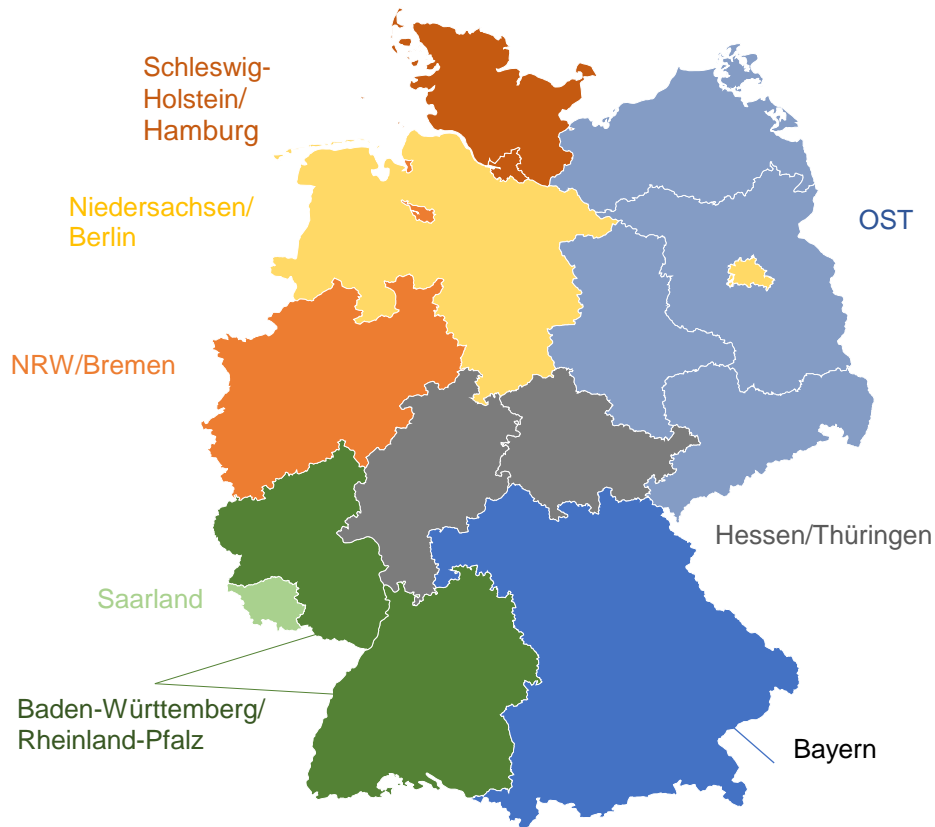 Schleswig-
Holstein/
Hamburg
Niedersachsen/
Berlin
OST
NRW/Bremen
Hessen/Thüringen
Saarland
Baden-Württemberg/
Rheinland-Pfalz
Bayern